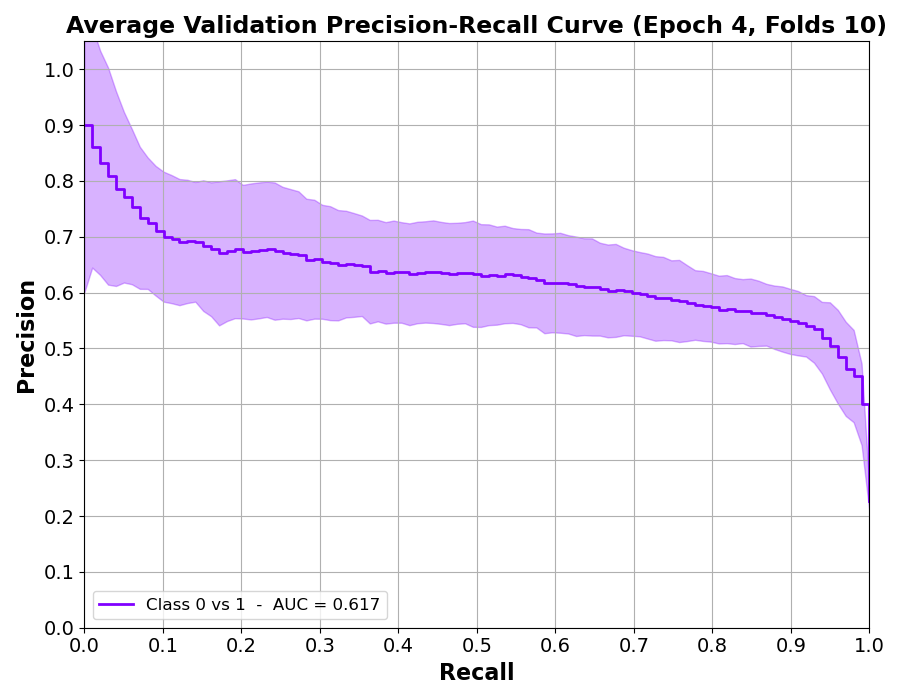 Average Validation Precision-Recall Curve (Epoch 4, Folds 10)
Precision
1.0
0.9
0.8
0.7
0.6
0.5
0.4
0.3
0.2
0.1
0.0
Class 0 vs 1 - AUC = 0.617
0.0 0.1 0.2 0.3 0.4 0.5 0.6 0.7 0.8 0.9 1.0
Recall